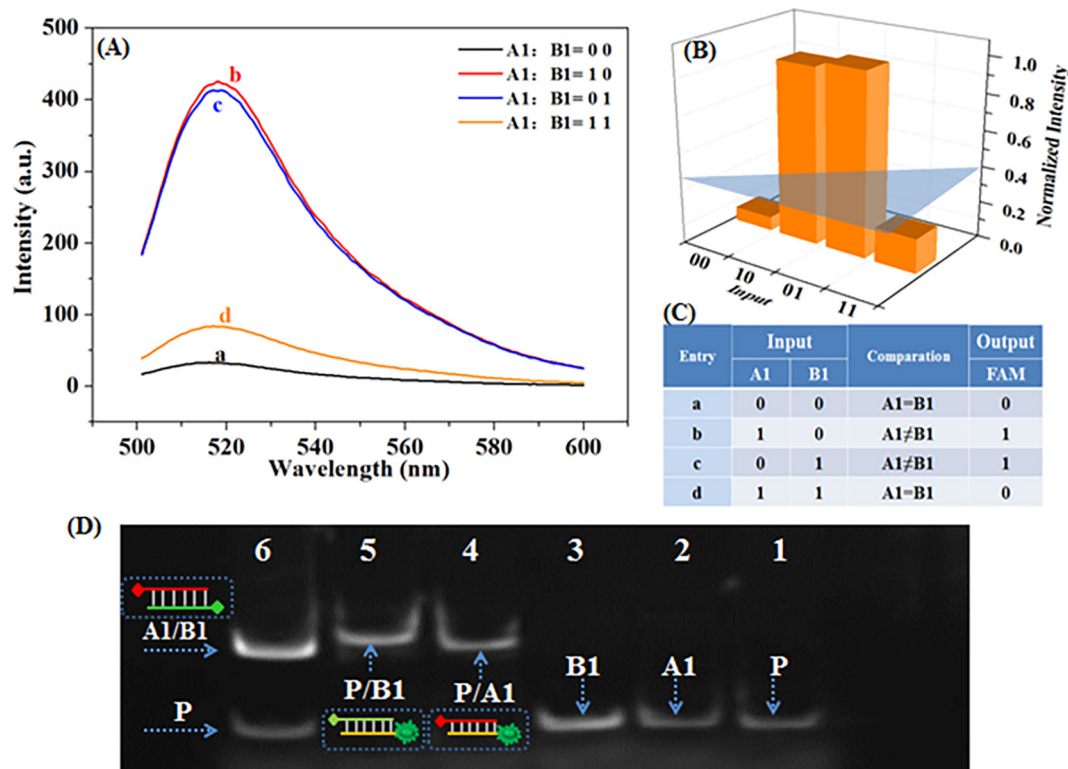 (A)
500
400
300
200
100
0
Intensity (a.u.)
b
c
d
a
A1: B1= 0 0
A1: B1= 1 0
A1: B1= 0 1
A1: B1= 1 1
500 520 540 560 580 600
Wavelength (nm)
(B)
1.0
0.8
0.6
0.4
0.2
0.0
Normalized Intensity
00 10 01 11
Input
(C)
Entry Input Comparation Output
A1 B1 FAM
a 0 0 A1=B1 0
b 1 0 A1≠B1 1
c 0 1 A1≠B1 1
d 1 1 A1=B1 0
(D)
6 5 4 3 2 1
A1/B1
P/B1 P/A1 B1 A1 P
P